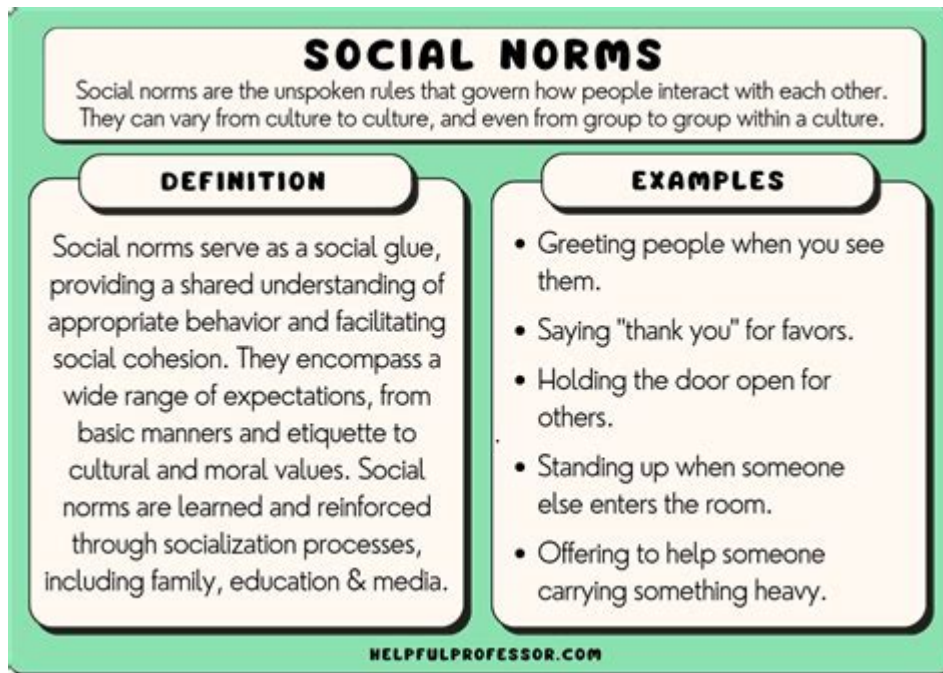 SOCIAL NORMS
Social norms are the unspoken rules that govern how people interact with each other.
They can vary from culture to culture, and even from group to group within a culture.
DEFINITION
Social norms serve as a social glue,
providing a shared understanding of
appropriate behavior and facilitating
social cohesion. They encompass a
wide range of expectations, from
basic manners and etiquette to
cultural and moral values. Social
norms are learned and reinforced
through socialization processes,
including family, education & media.
EXAMPLES
• Greeting people when you see
them.
• Saying "thank you" for favors.
• Holding the door open for
others.
• Standing up when someone
else enters the room.
• Offering to help someone
carrying something heavy.
HELPFULPROFESSOR.COM